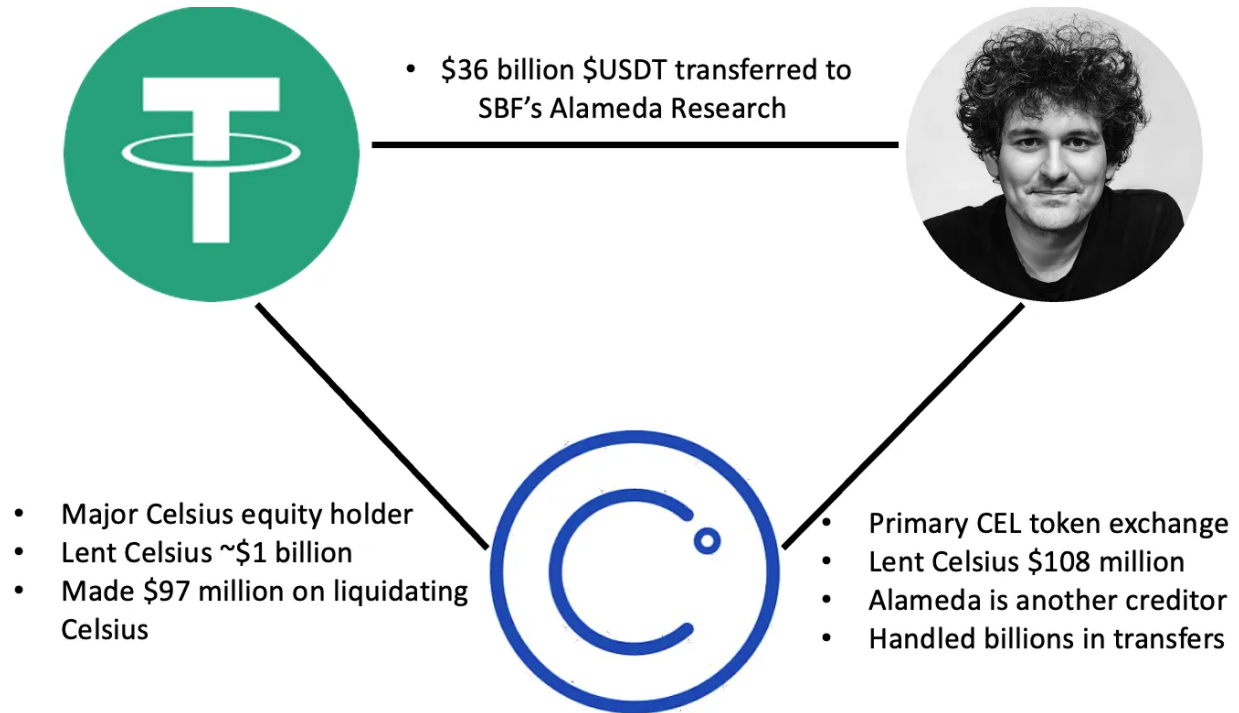 • $36 billion $USDT transferred to
SBF’s Alameda Research
• Major Celsius equity holder
• Lent Celsius ~$1 billion
• Made $97 million on liquidating
Celsius
• Primary CEL token exchange
• Lent Celsius $108 million
• Alameda is another creditor
• Handled billions in transfers